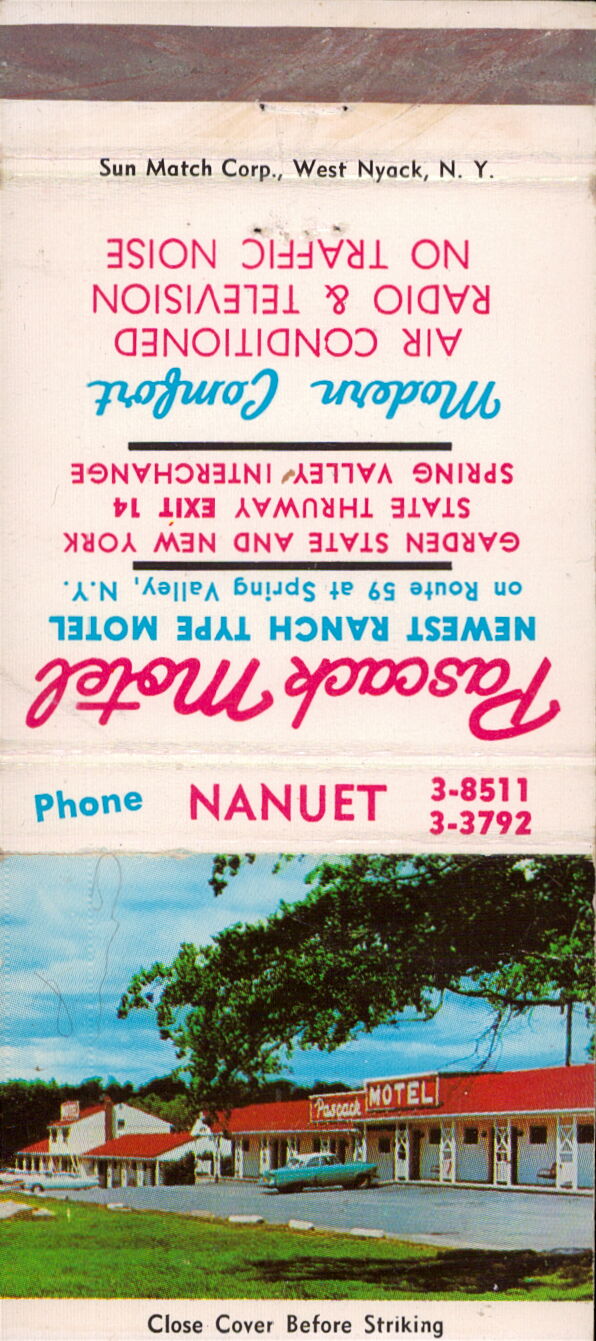 Sun Match Corp., West Nyack, N. Y.
Pascack Motel
NEWEST RANCH TYPE MOTEL
on Route 59 at Spring Valley, N.Y.
GARDEN STATE AND NEW YORK
STATE THRUWAY EXIT 14
SPRING VALLEY INTERCHANGE
Modern Comfort
AIR CONDITIONED
RADIO & TELEVISION
NO TRAFFIC NOISE
Phone NANUET 3-8511
3-3792
Pascack MOTEL
MOTEL
Close Cover Before Striking